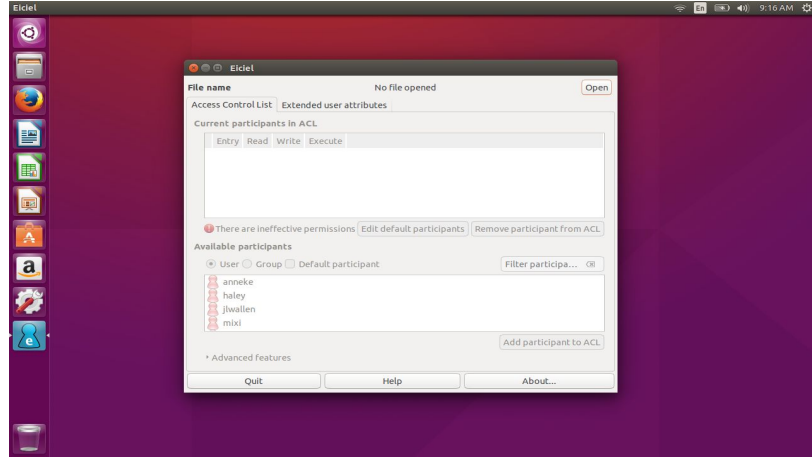 Eiciel En 9:16 AM
Eiciel
File name No file opened Open
Access Control List Extended user attributes
Current participants in ACL
Entry Read Write Execute
There are ineffective permissions Edit default participants Remove participant from ACL
Available participants
User Group Default participant Filter participa...
anneke
haley
jlwallen
mixi
Add participant to ACL
Advanced features
Quit Help About...